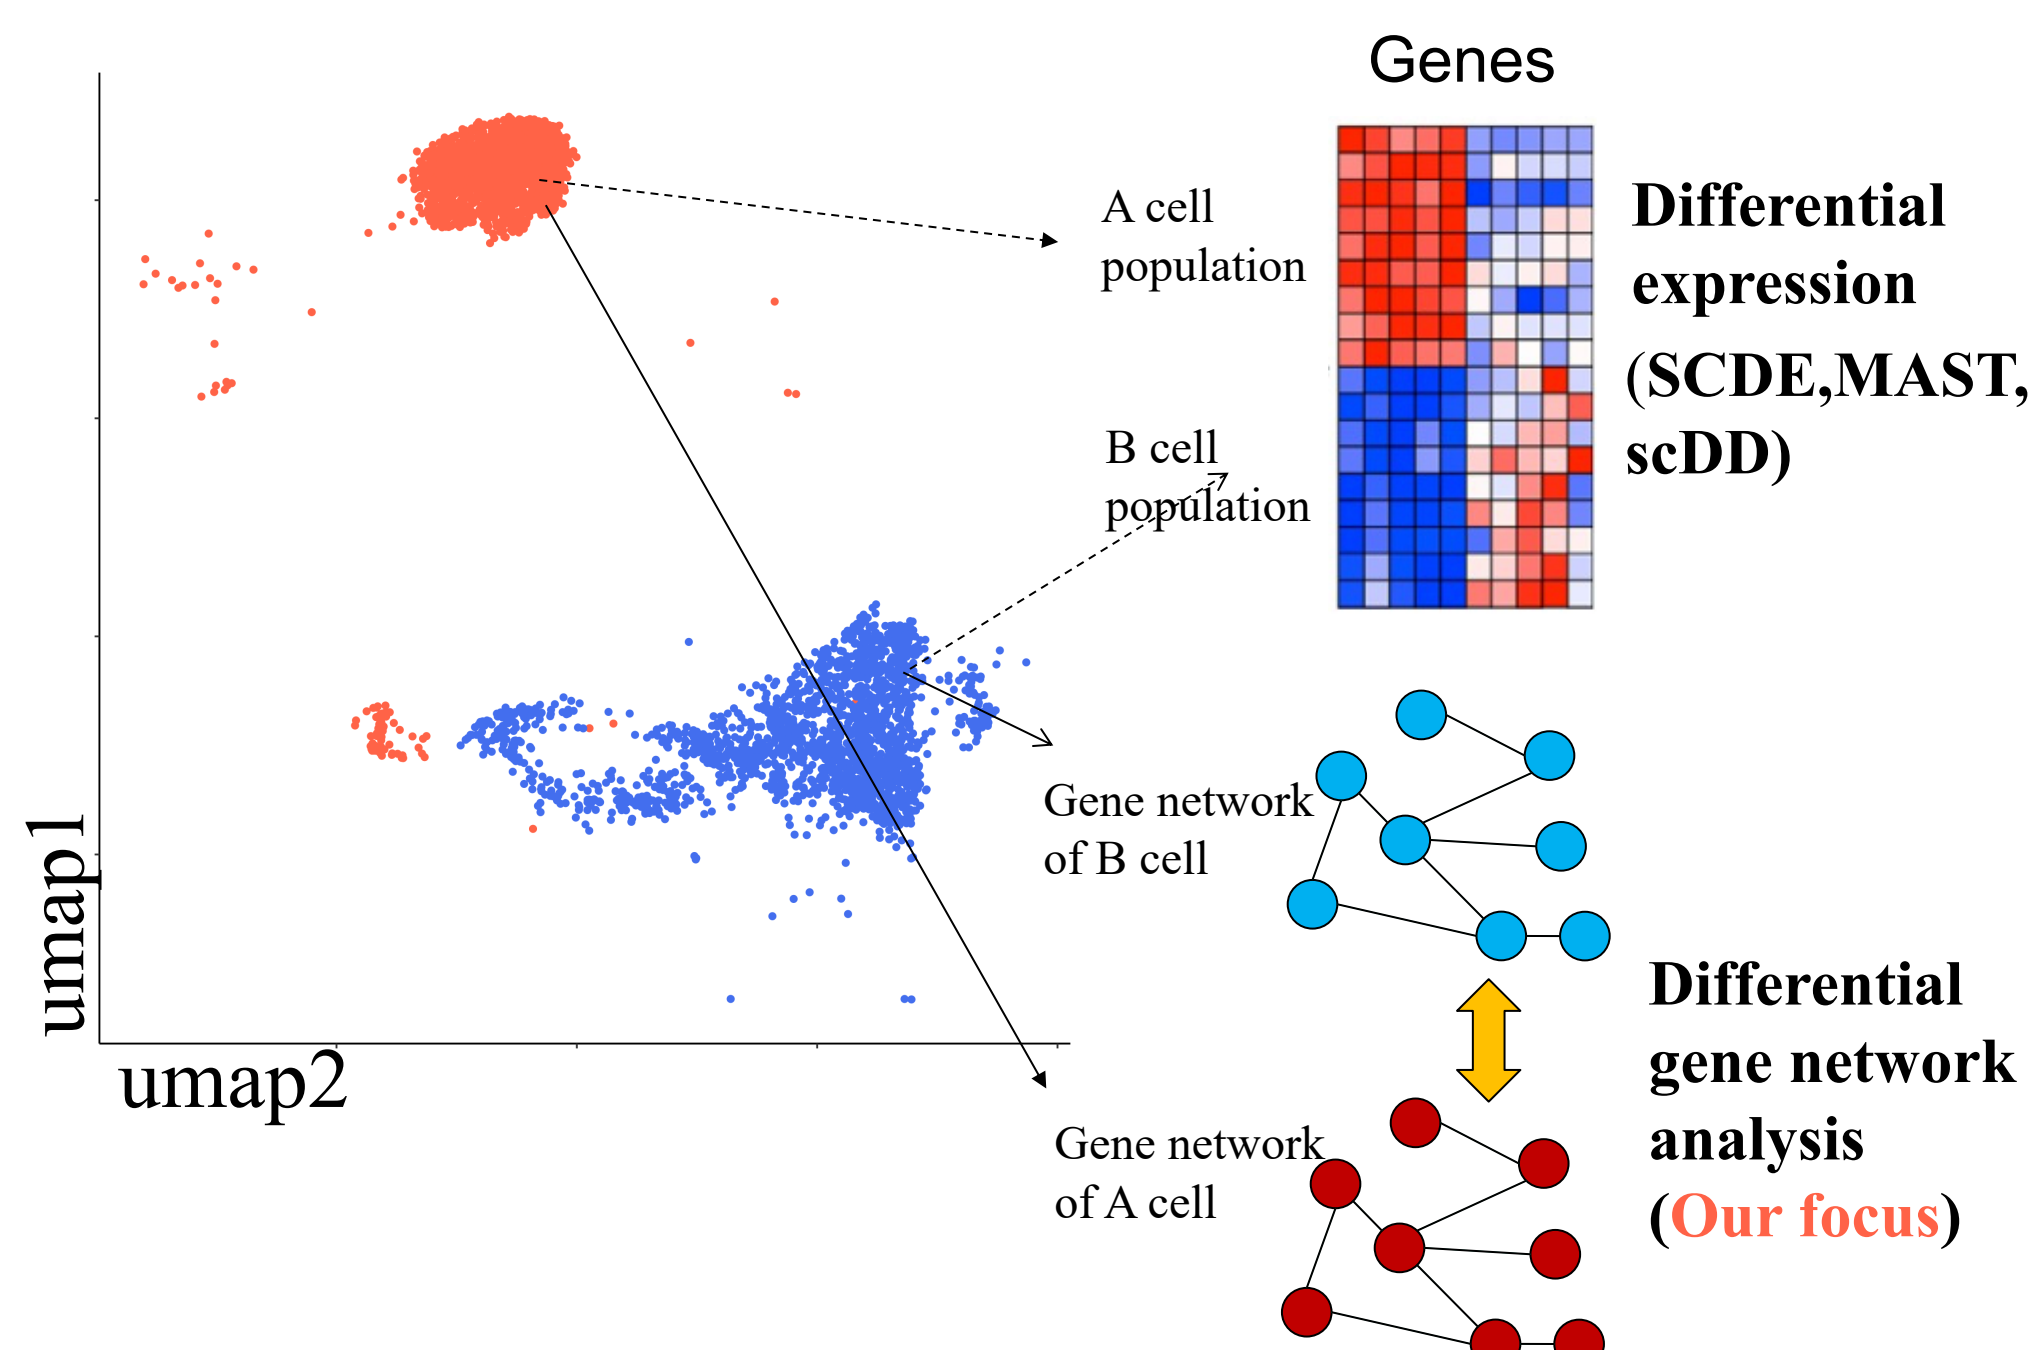 Genes
A cell
population
Differential
expression
(SCDE,MAST,
scDD)
B cell
population
Gene network
of B cell
umap1
umap2
Differential
gene network
analysis
(Our focus)
Gene network
of A cell